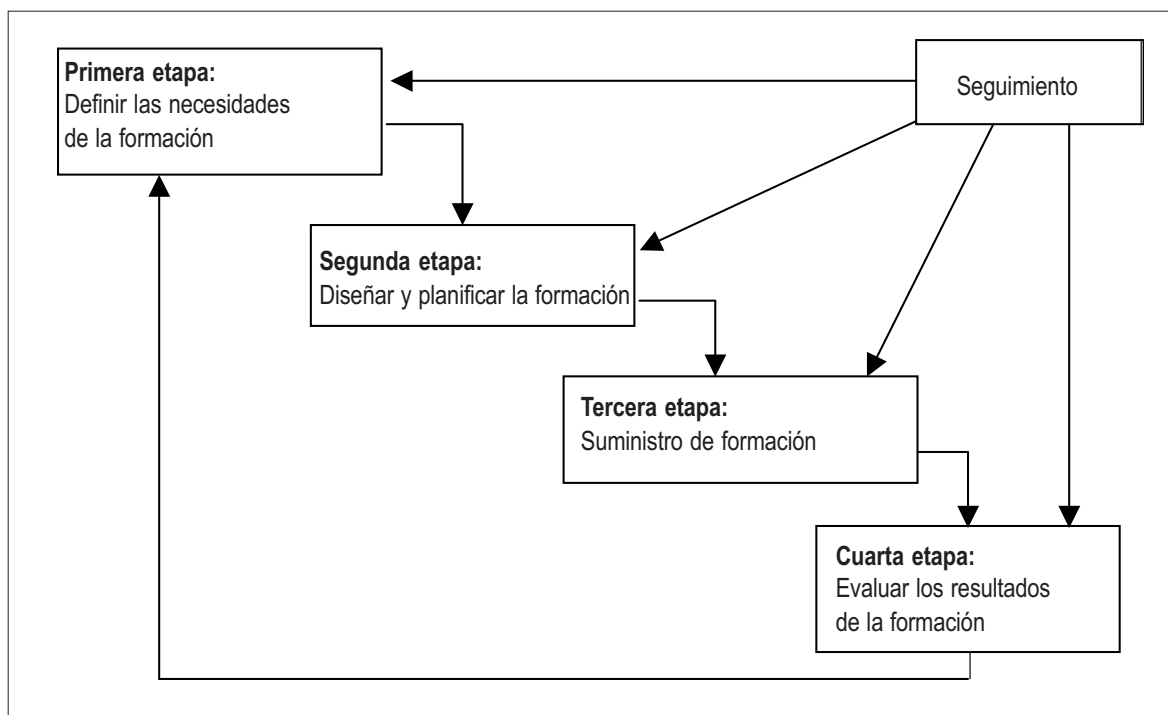 Primera etapa:
Definir las necesidades
de la formación
Seguimiento
Segunda etapa:
Diseñar y planificar la formación
Tercera etapa:
Suministro de formación
Cuarta etapa:
Evaluar los resultados
de la formación